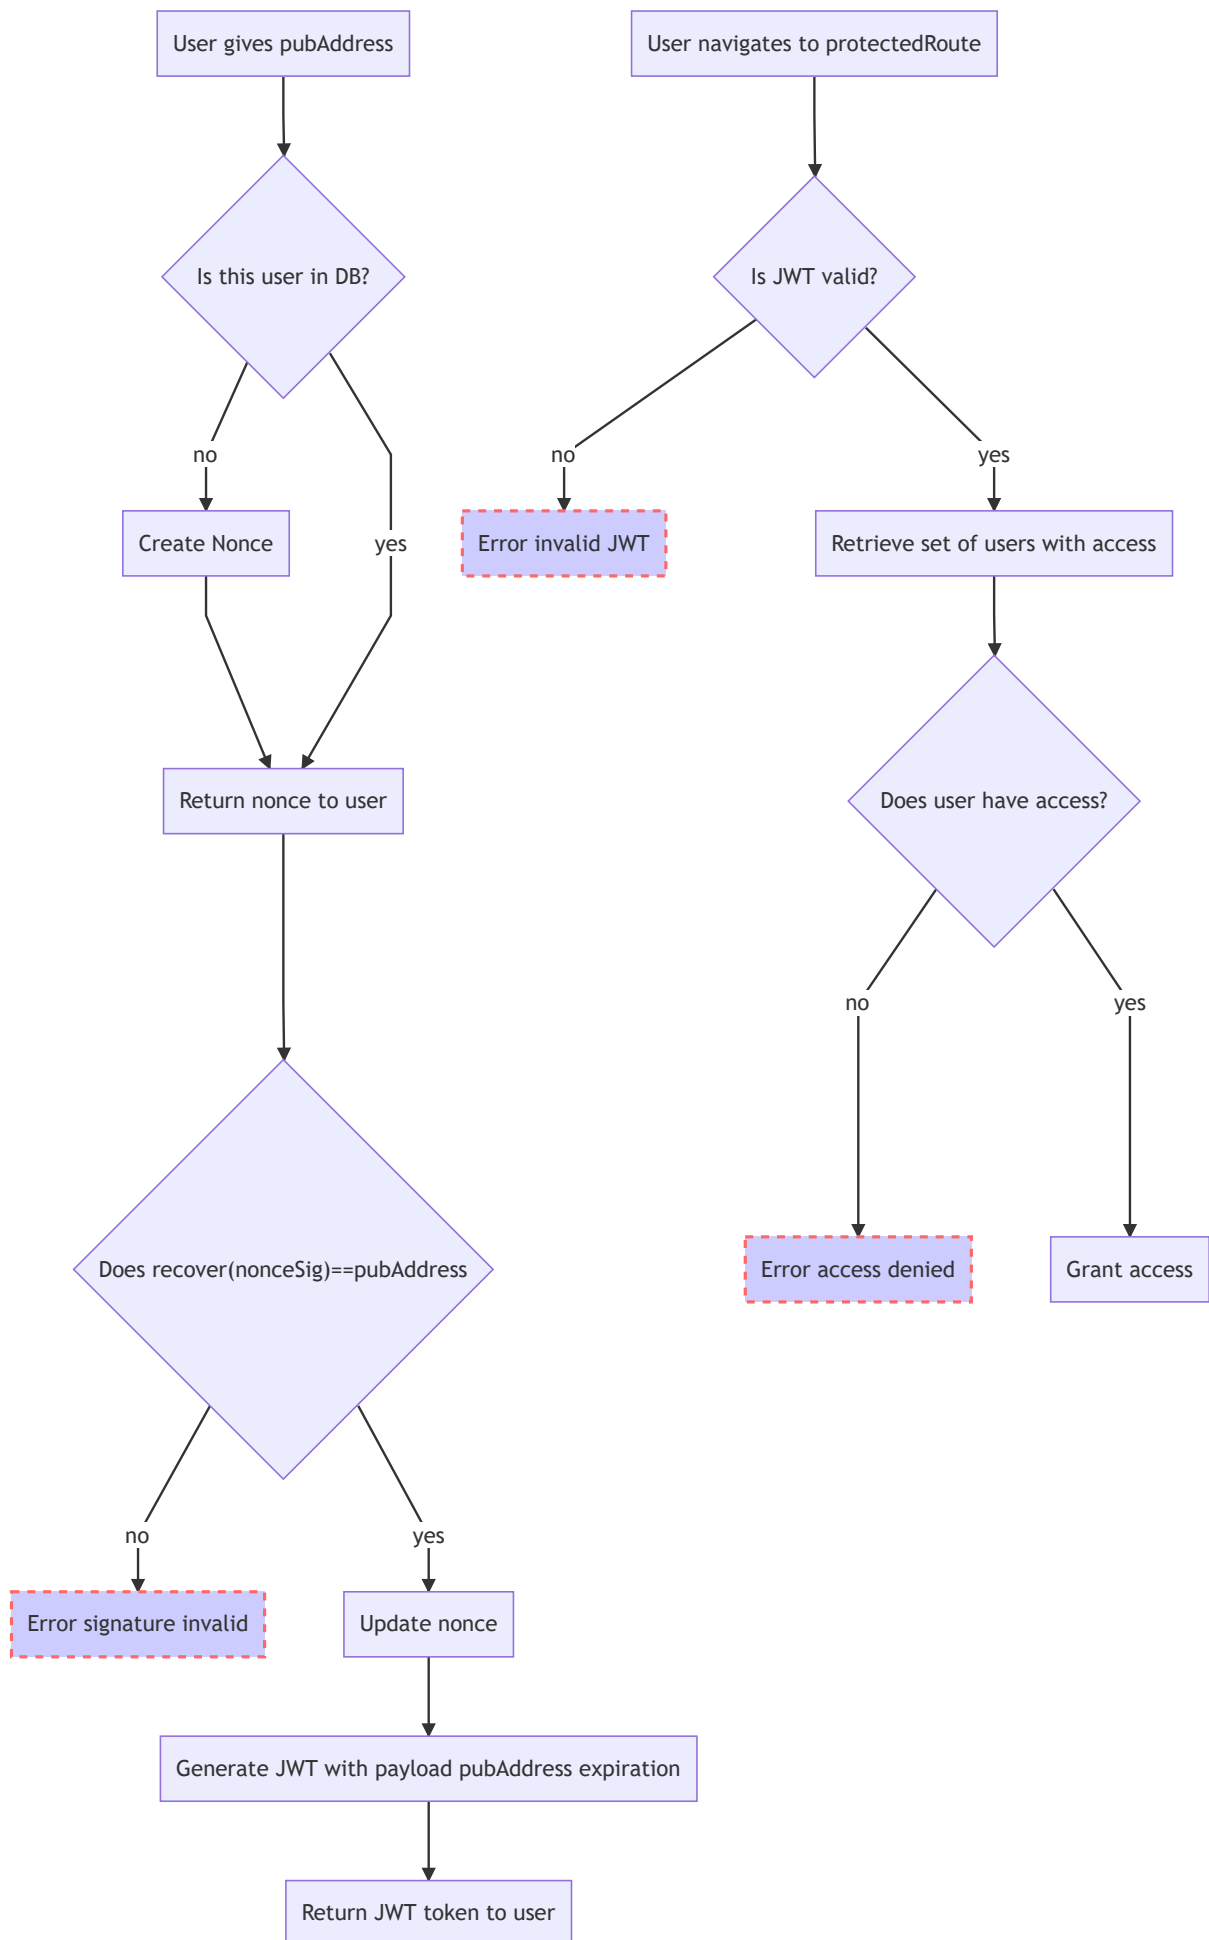 User gives pubAddress
Is this user in DB?
no
yes
Create Nonce
Return nonce to user
Does recover(nonceSig)==pubAddress
no
yes
Error signature invalid
Update nonce
Generate JWT with payload pubAddress expiration
Return JWT token to user
User navigates to protectedRoute
Is JWT valid?
no
yes
Error invalid JWT
Retrieve set of users with access
Does user have access?
no
yes
Error access denied
Grant access